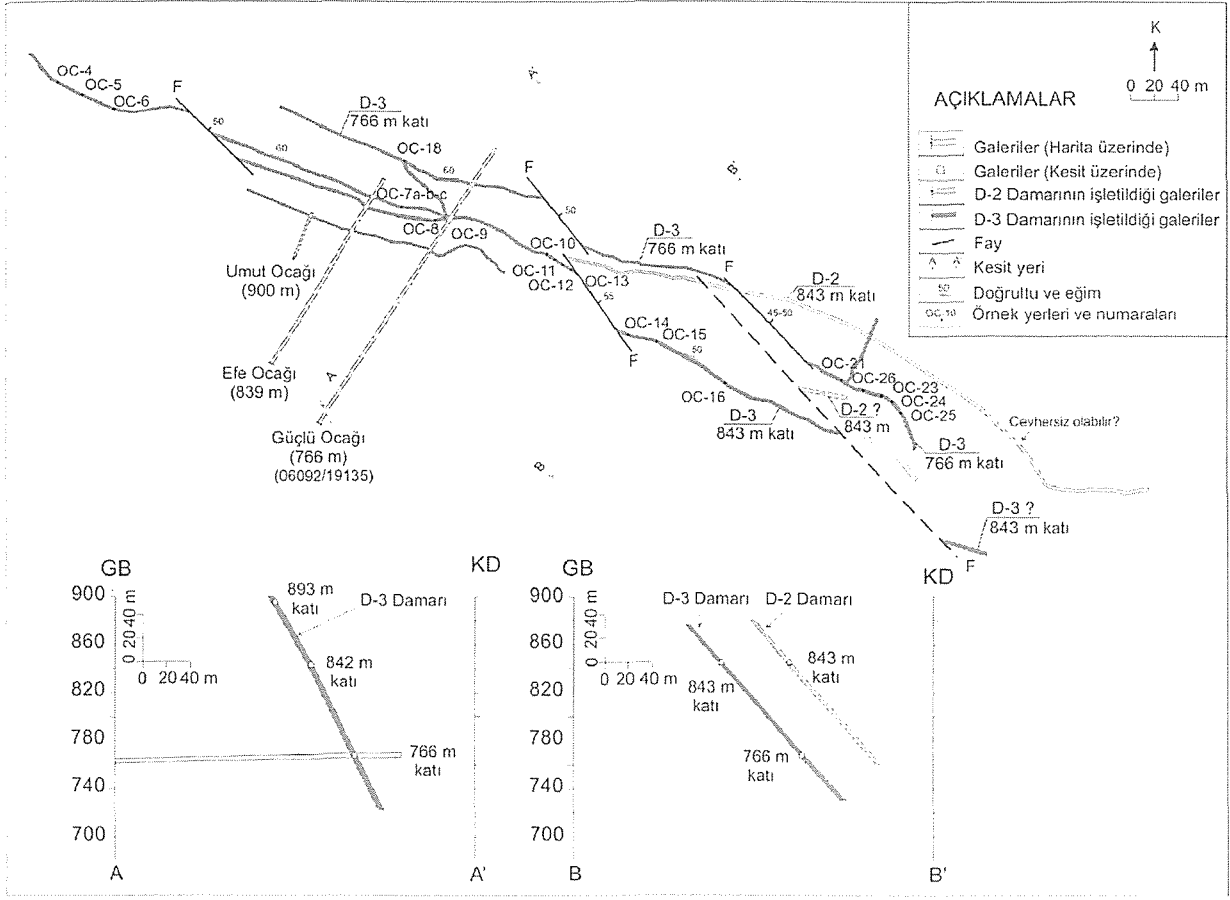 OC-4
OC-5
OC-6
F
50
60
D-3
766 m katı
OC-18
60
OC-7a-b-c
OC-8
OC-9
Umut Ocağı
(900 m)
Efe Ocağı
(839 m)
A
Güçlü Ocağı
(766 m)
(06092/19135)
A'
F
50
OC-10
OC-11
OC-12
OC-13
55
F
D-3
766 m katı
B'
F
D-2
843 m katı
45-50
OC-14
OC-15
50
OC-16
D-3
843 m katı
OC-21
OC-26
OC-23
OC-24
OC-25
D-2 ?
843 m
D-3
766 m katı
Cevhersiz olabilir?
D-3 ?
843 m katı
F
B
K
0 20 40 m
AÇIKLAMALAR
Galeriler (Harita üzerinde)
Galeriler (Kesit üzerinde)
D-2 Damarının işletildiği galeriler
D-3 Damarının işletildiği galeriler
Fay
A A' Kesit yeri
50 Doğrultu ve eğim
OC-10 Örnek yerleri ve numaraları
GB
KD
900
860
820
780
740
700
0 20 40 m
0 20 40 m
893 m
katı
D-3 Damarı
842 m
katı
766 m
katı
A
A'
GB
KD
900
860
820
780
740
700
0 20 40 m
0 20 40 m
D-3 Damarı
D-2 Damarı
843 m
katı
843 m
katı
766 m
katı
B
B'